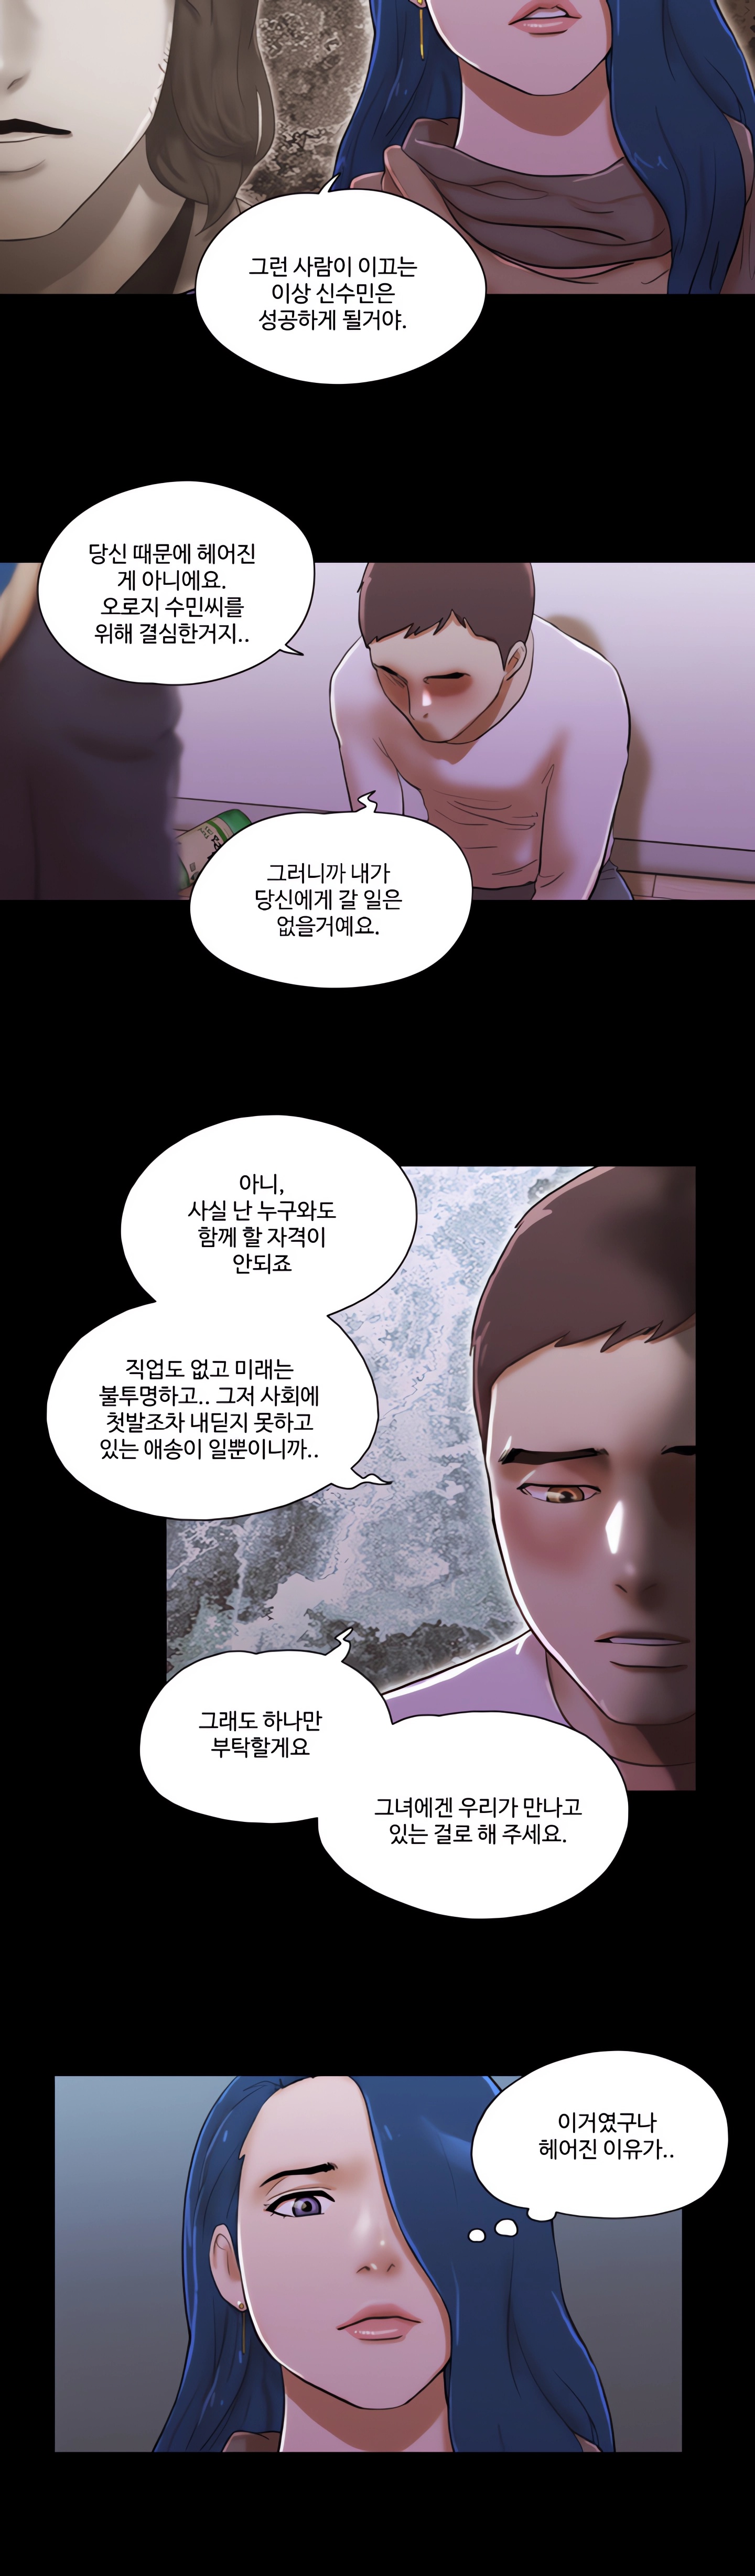 그런 사람이 이끄는
이상 신수민은
성공하게 될거야.
당신 때문에 헤어진
게 아니에요.
오로지 수민씨를
위해 결심한거지..
그러니까 내가
당신에게 갈 일은
없을거예요.
아니,
사실 난 누구와도
함께 할 자격이
안되죠
직업도 없고 미래는
불투명하고.. 그저 사회에
첫발조차 내딛지 못하고
있는 애송이 일뿐이니까..
그래도 하나만
부탁할게요
그녀에겐 우리가 만나고
있는 걸로 해 주세요.
이거였구나
헤어진 이유가..